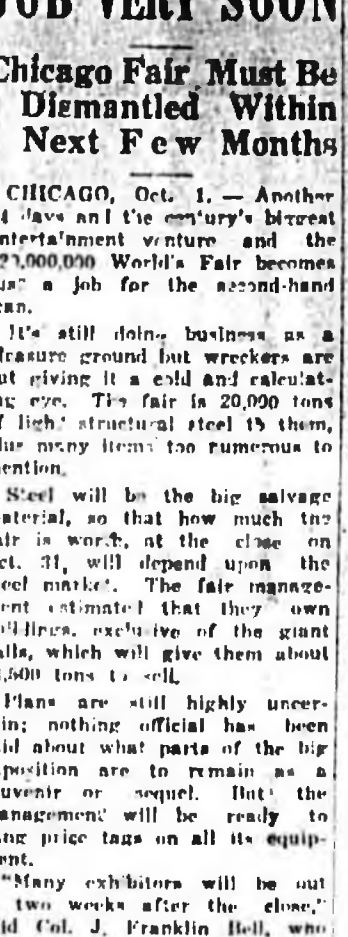 JOB VERY SOON
Chicago Fair Must Be
Dismantled Within
Next Few Months
CHICAGO, Oct. 1. — Another
days and the century's biggest
entertainment venture and the
World's Fair becomes
just a job for the second-hand
man.
It's still doing business as a
pleasure ground but wreckers are
but giving it a cold and calculat-
ing eye. The fair is 20,000 tons
of light structural steel to them,
plus many items too numerous to
mention.
Steel will be the big salvage
material, so that how much the
fair is worth, at the close on
Oct. 31, will depend upon the
steel market. The fair manage-
ment estimated that they own
buildings, exclusive of the giant
halls, which will give them about
,500 tons to sell.
Plans are still highly uncer-
tain; nothing official has been
said about what parts of the big
exposition are to remain as a
souvenir or sequel. But the
management will be ready to
hang price tags on all its equip-
ment.
"Many exhibitors will be out
two weeks after the close,"
said Col. J. Franklin Bell, who